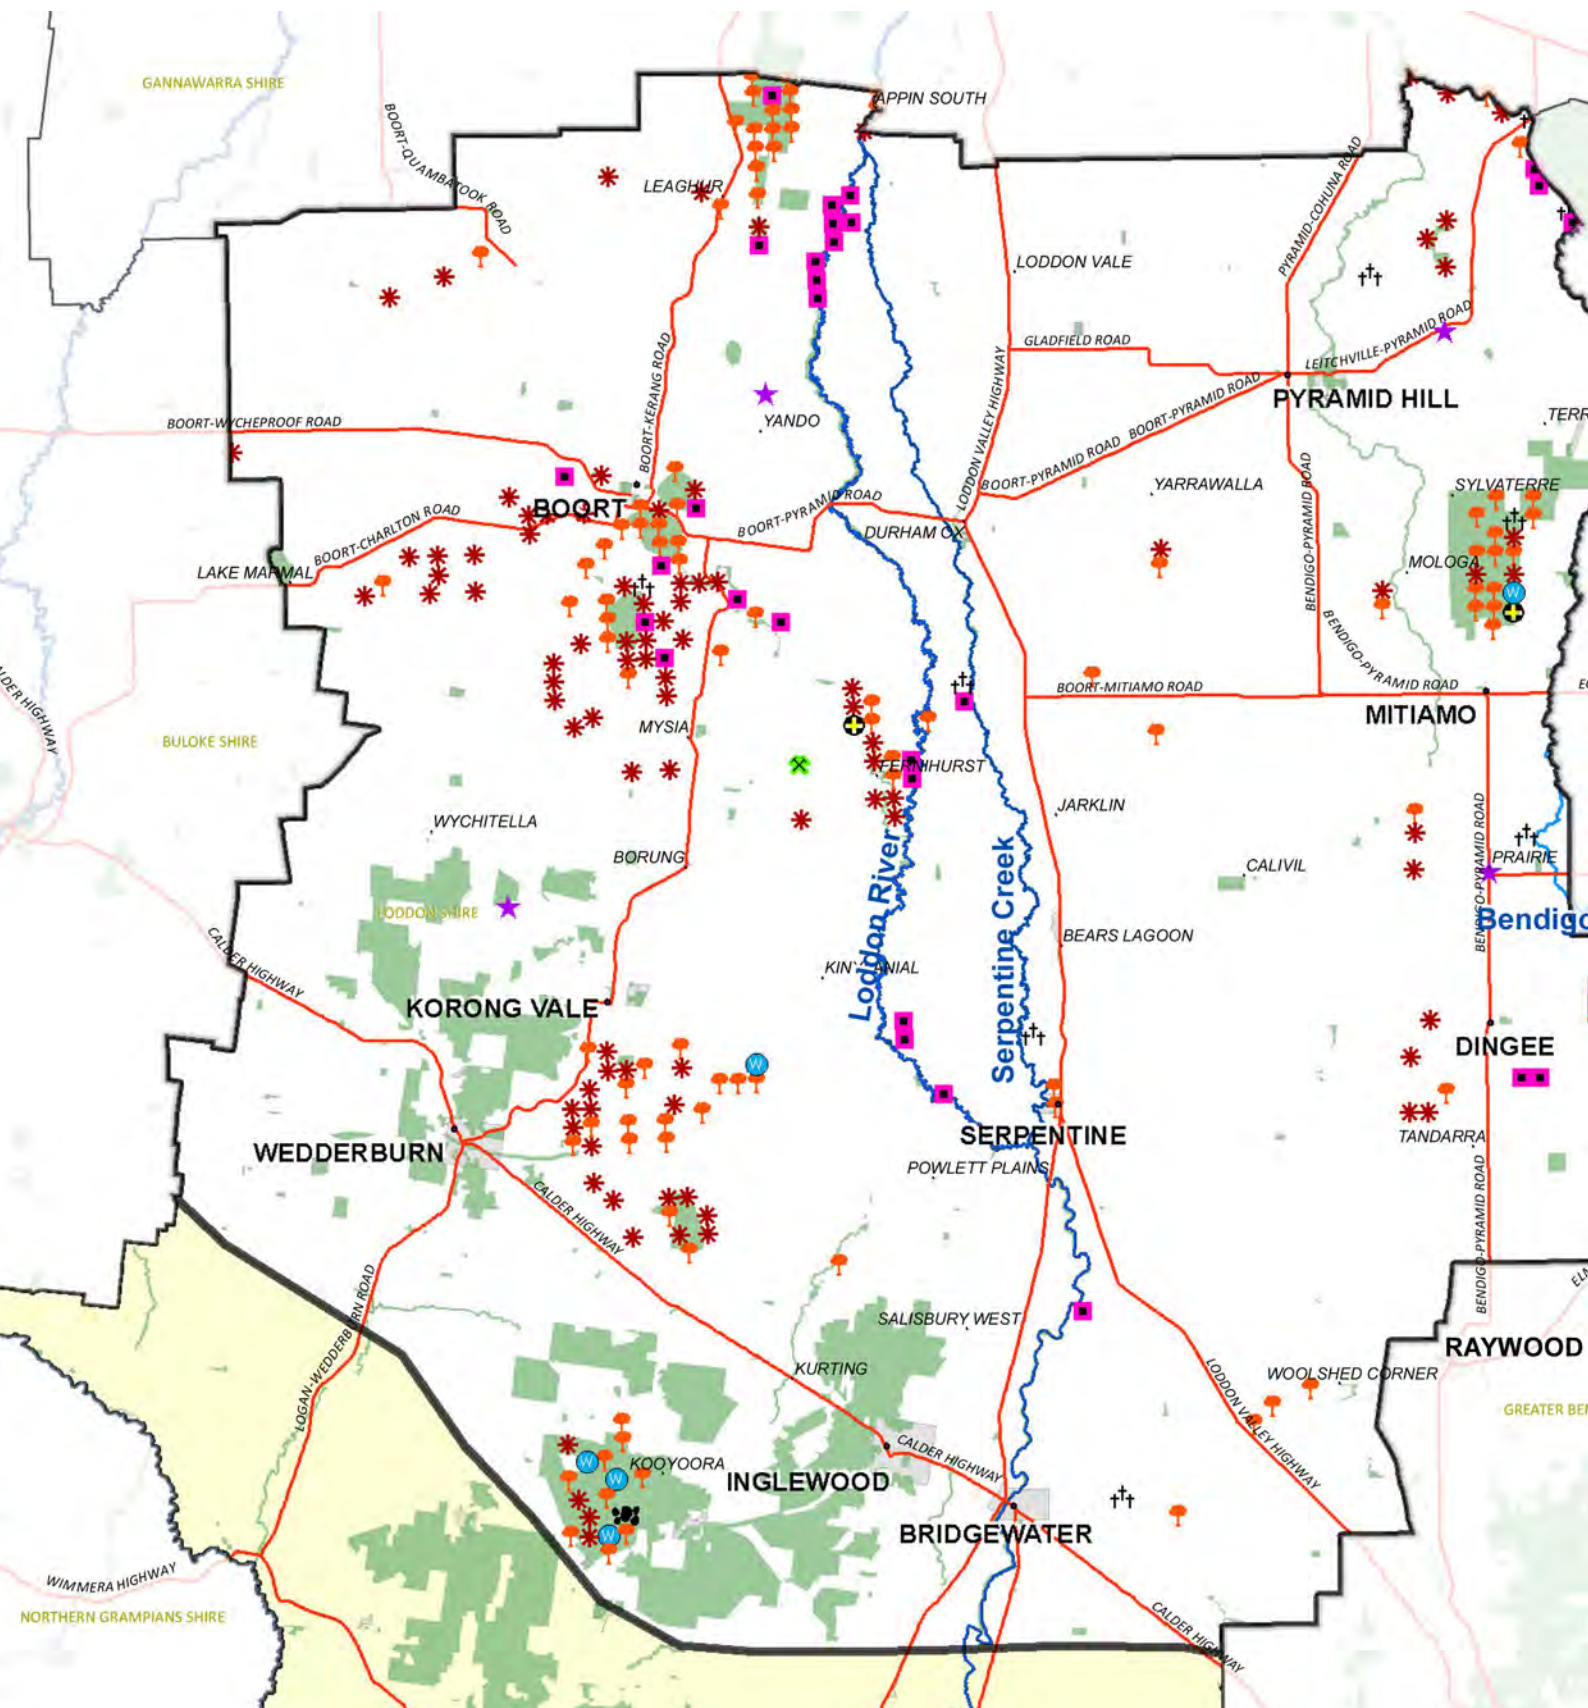 GANNAWARRA SHIRE
APPIN SOUTH
BOORT-QUAMBATOOK ROAD
LEAGHUR
PYRAMID-COHUNA ROAD
LODDON VALE
GLADFIELD ROAD
LEITCHVILLE-PYRAMID ROAD
BOORT-KERANG ROAD
LODDON VALLEY HIGHWAY
BOORT-PYRAMID ROAD
PYRAMID HILL
BOORT-WYCHEPROOF ROAD
YANDO
TERR
BOORT-PYRAMID ROAD
YARRAWALLA
SYLVATERRE
BOORT
BOORT-PYRAMID ROAD
BENDIGO-PYRAMID ROAD
BOORT-CHARLTON ROAD
DURHAM OX
LAKE MARMAL
MOLOGA
BENDIGO-PYRAMID ROAD
ALDER HIGHWAY
BOORT-MITIAMO ROAD
MITIAMO
MYSIA
BULOKE SHIRE
FERNIHURST
JARKLIN
WYCHITELLA
BENDIGO-PYRAMID ROAD
BORUNG
PRAIRIE
CALIVIL
LODDON SHIRE
Loddon River
Serpentine Creek
Bendigo
BEARS LAGOON
CALDER HIGHWAY
KORONG VALE
DINGEE
SERPENTINE
TANDARRA
WEDDERBURN
POWLETT PLAINS
CALDER HIGHWAY
BENDIGO-PYRAMID ROAD
LOGAN-WEDDERBURN ROAD
SALISBURY WEST
RAYWOOD
KURTING
WOOLSHED CORNER
LODDON VALLEY HIGHWAY
GREATER BEN
W
W
W
W
W
KOOYOORA
CALDER HIGHWAY
INGLEWOOD
BRIDGEWATER
WIMMERA HIGHWAY
NORTHERN GRAMPIANS SHIRE
CALDER HIGHWAY